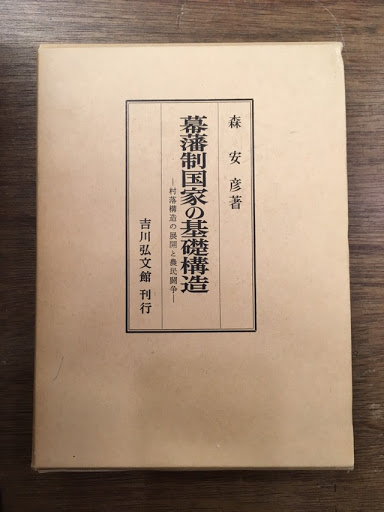 森 安彦著
幕藩制国家の基礎構造
―村落構造の展開と農民闘争―
吉川弘文館 刊行